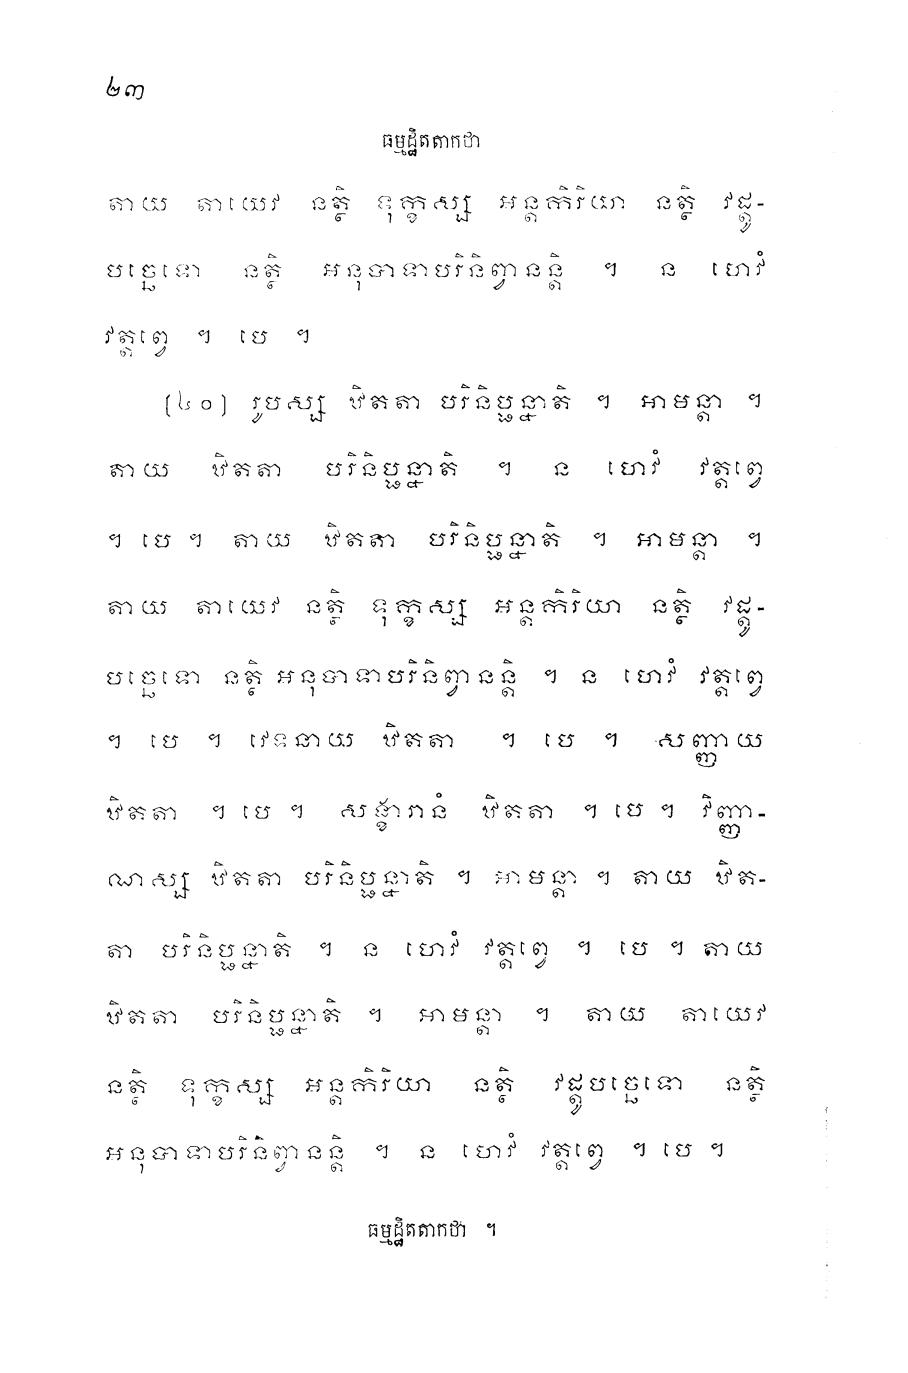 ២៣
ធម្មដ្ឋិតតាកថា
តាយ តាយេវ នត្ថិ ទុក្ខស្ស អន្តកិរិយា នត្ថិ វដ្តូ-
បច្ឆេទោ នត្ថិ អនុបាទាបរិនិព្វានន្តិ ។ ន ហេវំ
វត្តព្វេ ។ បេ ។
(៤០) រូបស្ស ឋិតតា បរិនិប្ផន្នាតិ ។ អាមន្តា ។
តាយ ឋិតតា បរិនិប្ផន្នាតិ ។ ន ហេវំ វត្តព្វេ
។ បេ ។ តាយ ឋិតតា បរិនិប្ផន្នាតិ ។ អាមន្តា ។
តាយ តាយេវ នត្ថិ ទុក្ខស្ស អន្តកិរិយា នត្ថិ វដ្តូ-
បច្ឆេទោ នត្ថិ អនុបាទាបរិនិព្វានន្តិ ។ ន ហេវំ វត្តព្វេ
។ បេ ។ វេទនាយ ឋិតតា ។ បេ ។ សញ្ញាយ
ឋិតតា ។ បេ ។ សង្ខារានំ ឋិតតា ។ បេ ។ វិញ្ញា-
ណស្ស ឋិតតា បរិនិប្ផន្នាតិ ។ អាមន្តា ។ តាយ ឋិត-
តា បរិនិប្ផន្នាតិ ។ ន ហេវំ វត្តព្វេ ។ បេ ។ តាយ
ឋិតតា បរិនិប្ផន្នាតិ ។ អាមន្តា ។ តាយ តាយេវ
នត្ថិ ទុក្ខស្ស អន្តកិរិយា នត្ថិ វដ្តូបច្ឆេទោ នត្ថិ
អនុបាទាបរិនិព្វានន្តិ ។ ន ហេវំ វត្តព្វេ ។ បេ ។
ធម្មដ្ឋិតតាកថា ។